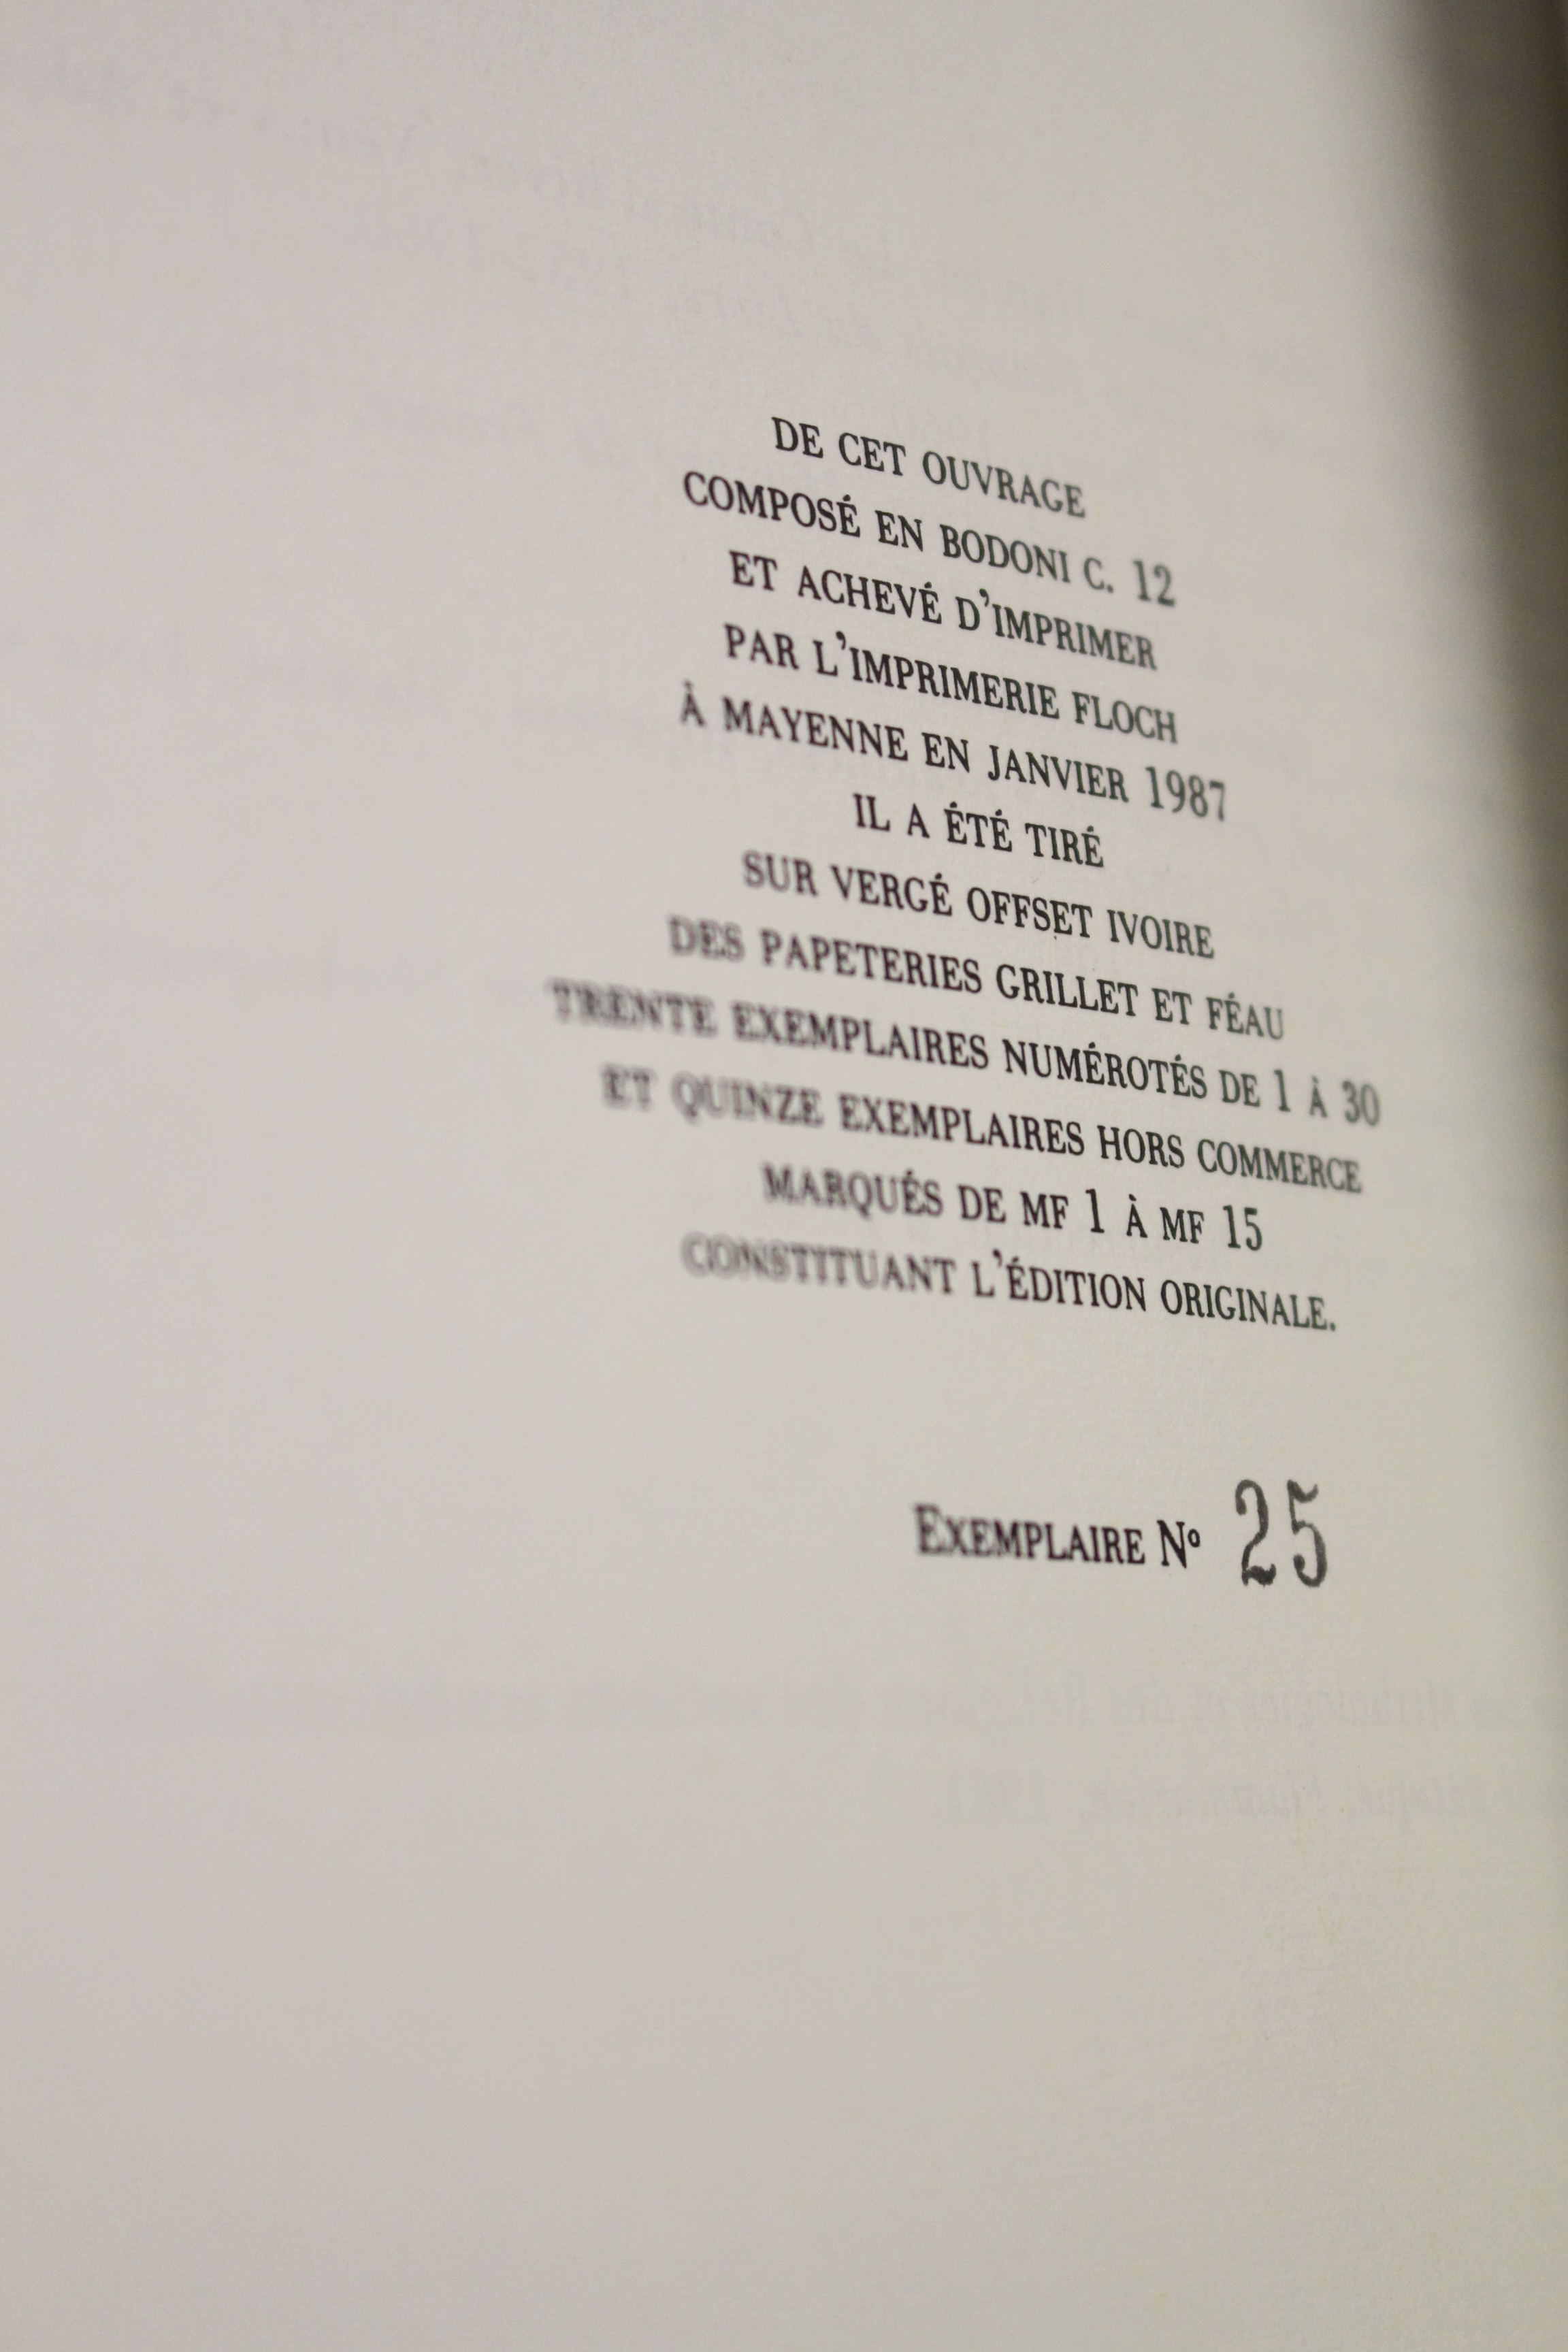 DE CET OUVRAGE
COMPOSÉ EN BODONI C. 12
ET ACHEVÉ D'IMPRIMER
PAR L'IMPRIMERIE FLOCH
À MAYENNE EN JANVIER 1987
IL A ÉTÉ TIRÉ
SUR VERGÉ OFFSET IVOIRE
DES PAPETERIES GRILLET ET FÉAU
TRENTE EXEMPLAIRES NUMÉROTÉS DE 1 À 30
ET QUINZE EXEMPLAIRES HORS COMMERCE
MARQUÉS DE MF 1 À MF 15
CONSTITUANT L'ÉDITION ORIGINALE.
EXEMPLAIRE Nº 25